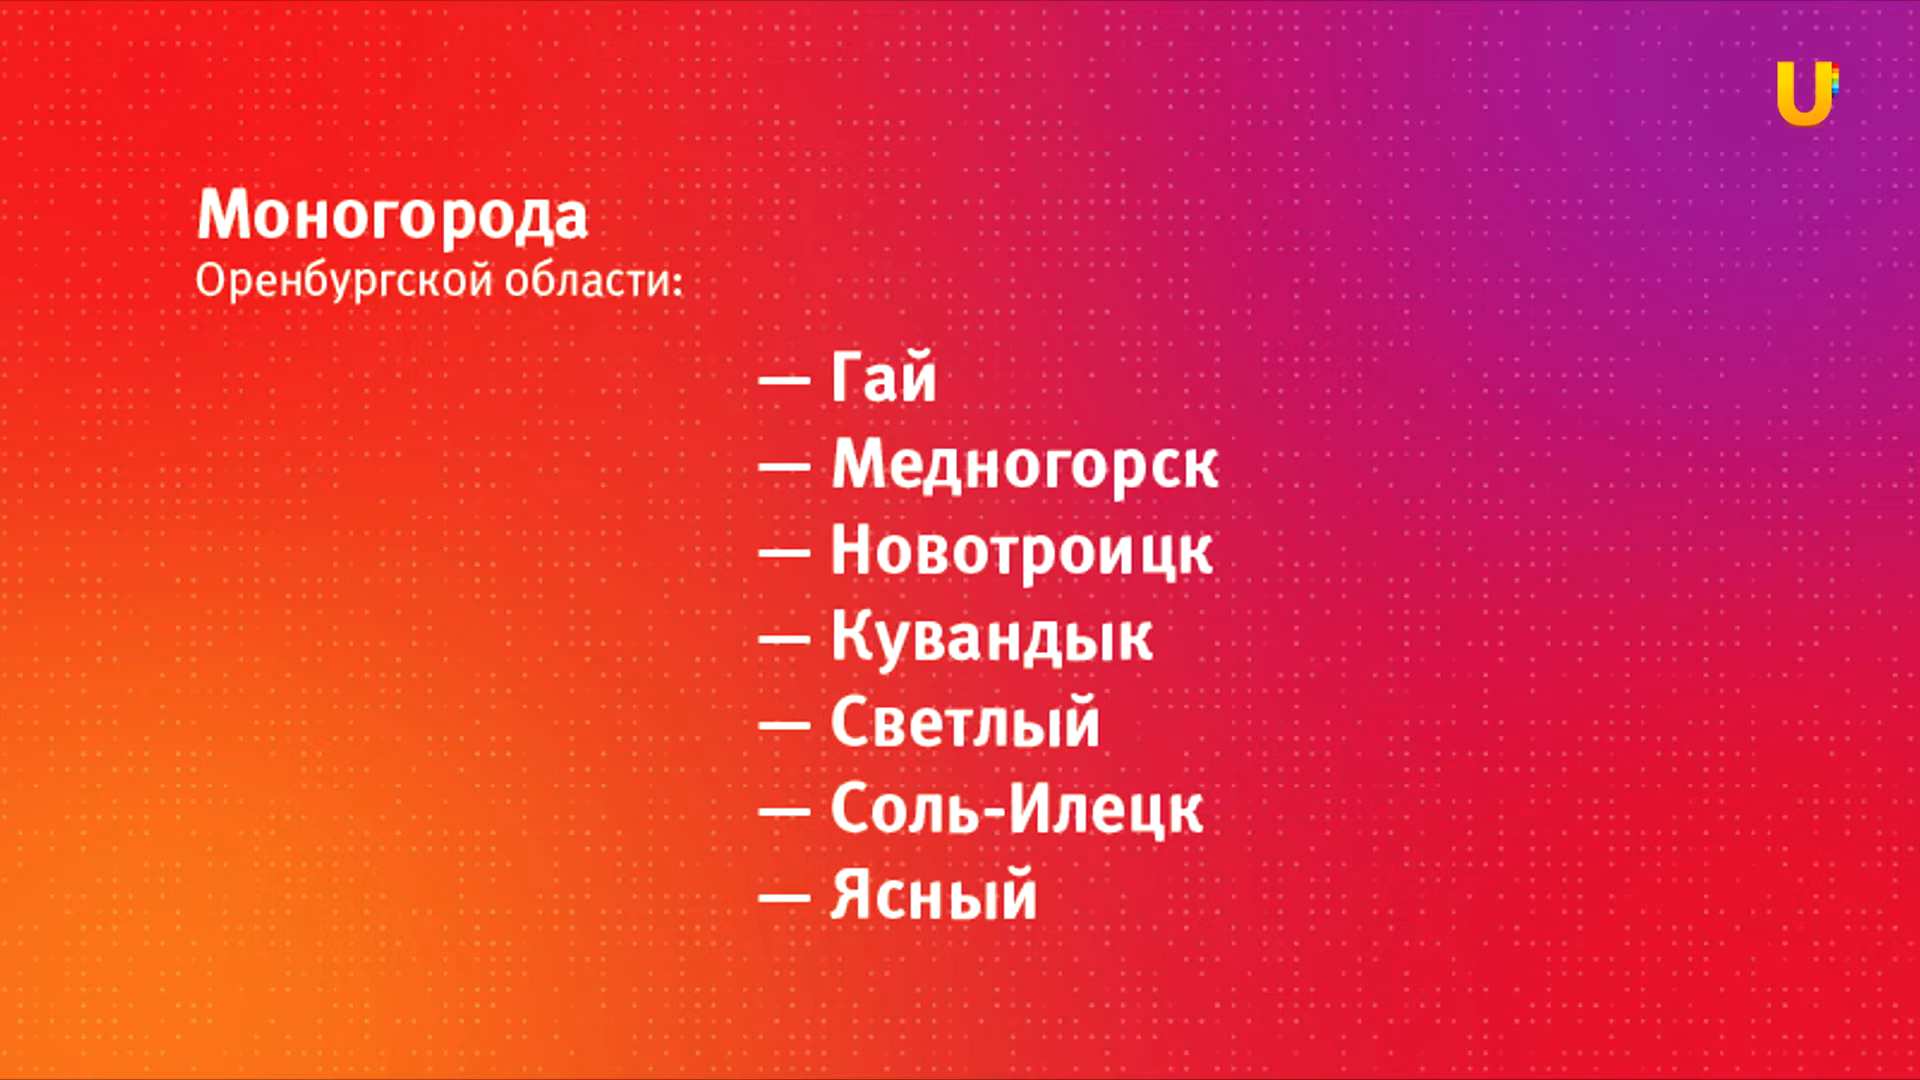 U
Моногорода
Оренбургской области:
— Гай
— Медногорск
— Новотроицк
— Кувандык
— Светлый
— Соль-Илецк
— Ясный